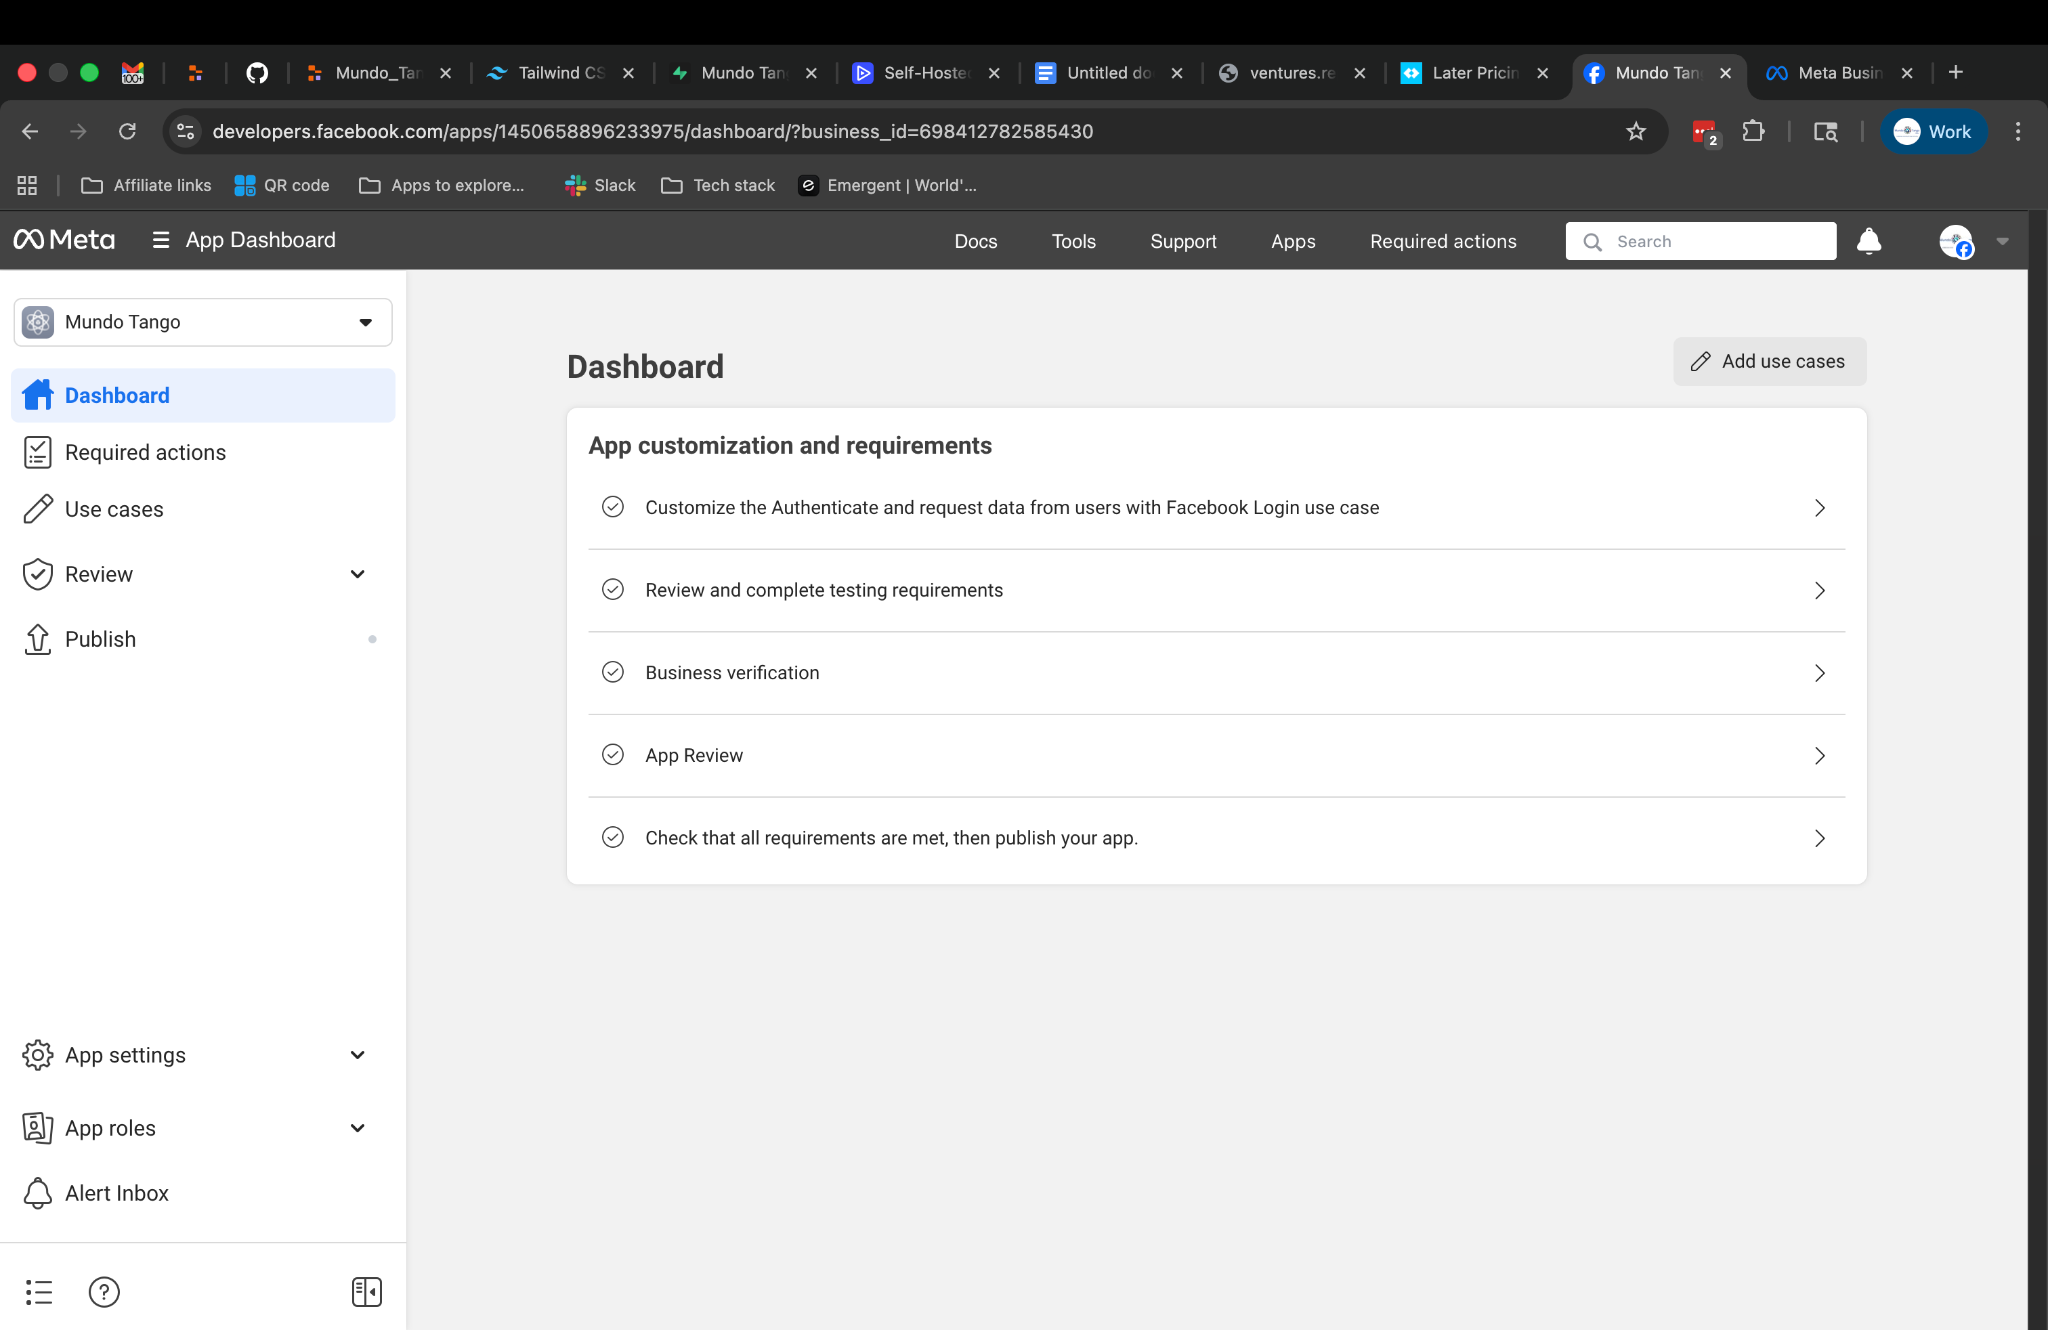 100+
Mundo_Tan
Tailwind CS
Mundo Tan
Self-Hoste
Untitled do
ventures.re
Later Pricin
Mundo Tan
Meta Busin
developers.facebook.com/apps/1450658896233975/dashboard/?business_id=698412782585430
2
Work
Affiliate links
QR code
Apps to explore...
Slack
Tech stack
Emergent | World'...
Meta
App Dashboard
Docs
Tools
Support
Apps
Required actions
Search
Mundo Tango
Dashboard
Required actions
Use cases
Review
Publish
App settings
App roles
Alert Inbox
Dashboard
Add use cases
App customization and requirements
Customize the Authenticate and request data from users with Facebook Login use case
Review and complete testing requirements
Business verification
App Review
Check that all requirements are met, then publish your app.